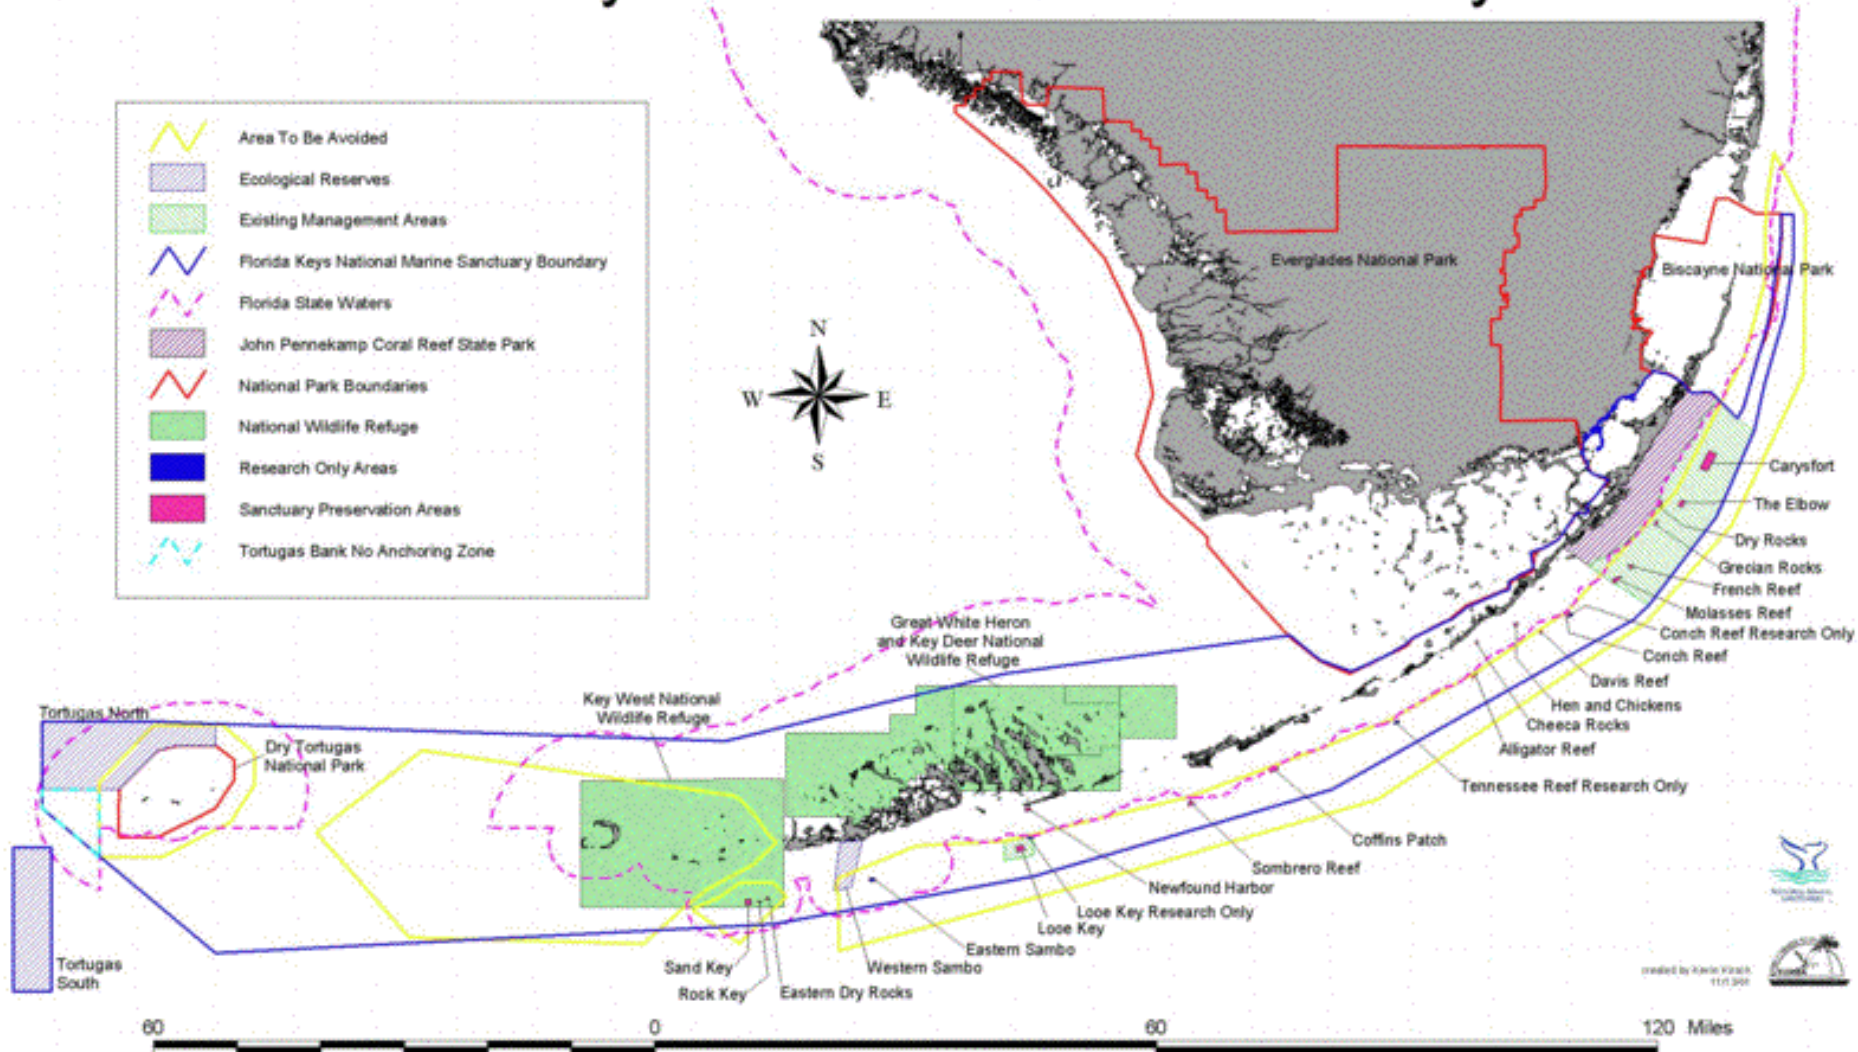 Area To Be Avoided
Ecological Reserves
Existing Management Areas
Florida Keys National Marine Sanctuary Boundary
Florida State Waters
John Pennekamp Coral Reef State Park
National Park Boundaries
National Wildlife Refuge
Research Only Areas
Sanctuary Preservation Areas
Tortugas Bank No Anchoring Zone
N
W
E
S
Everglades National Park
Biscayne National Park
Carysfort
The Elbow
Dry Rocks
Grecian Rocks
French Reef
Molasses Reef
Conch Reef Research Only
Conch Reef
Davis Reef
Hen and Chickens
Cheeca Rocks
Alligator Reef
Tennessee Reef Research Only
Coffins Patch
Sombrero Reef
Newfound Harbor
Looe Key Research Only
Looe Key
Eastern Sambo
Western Sambo
Eastern Dry Rocks
Rock Key
Sand Key
Great White Heron
and Key Deer National
Wildlife Refuge
Key West National
Wildlife Refuge
Tortugas North
Dry Tortugas
National Park
Tortugas
South
created by Kevin
60
0
60
120 Miles